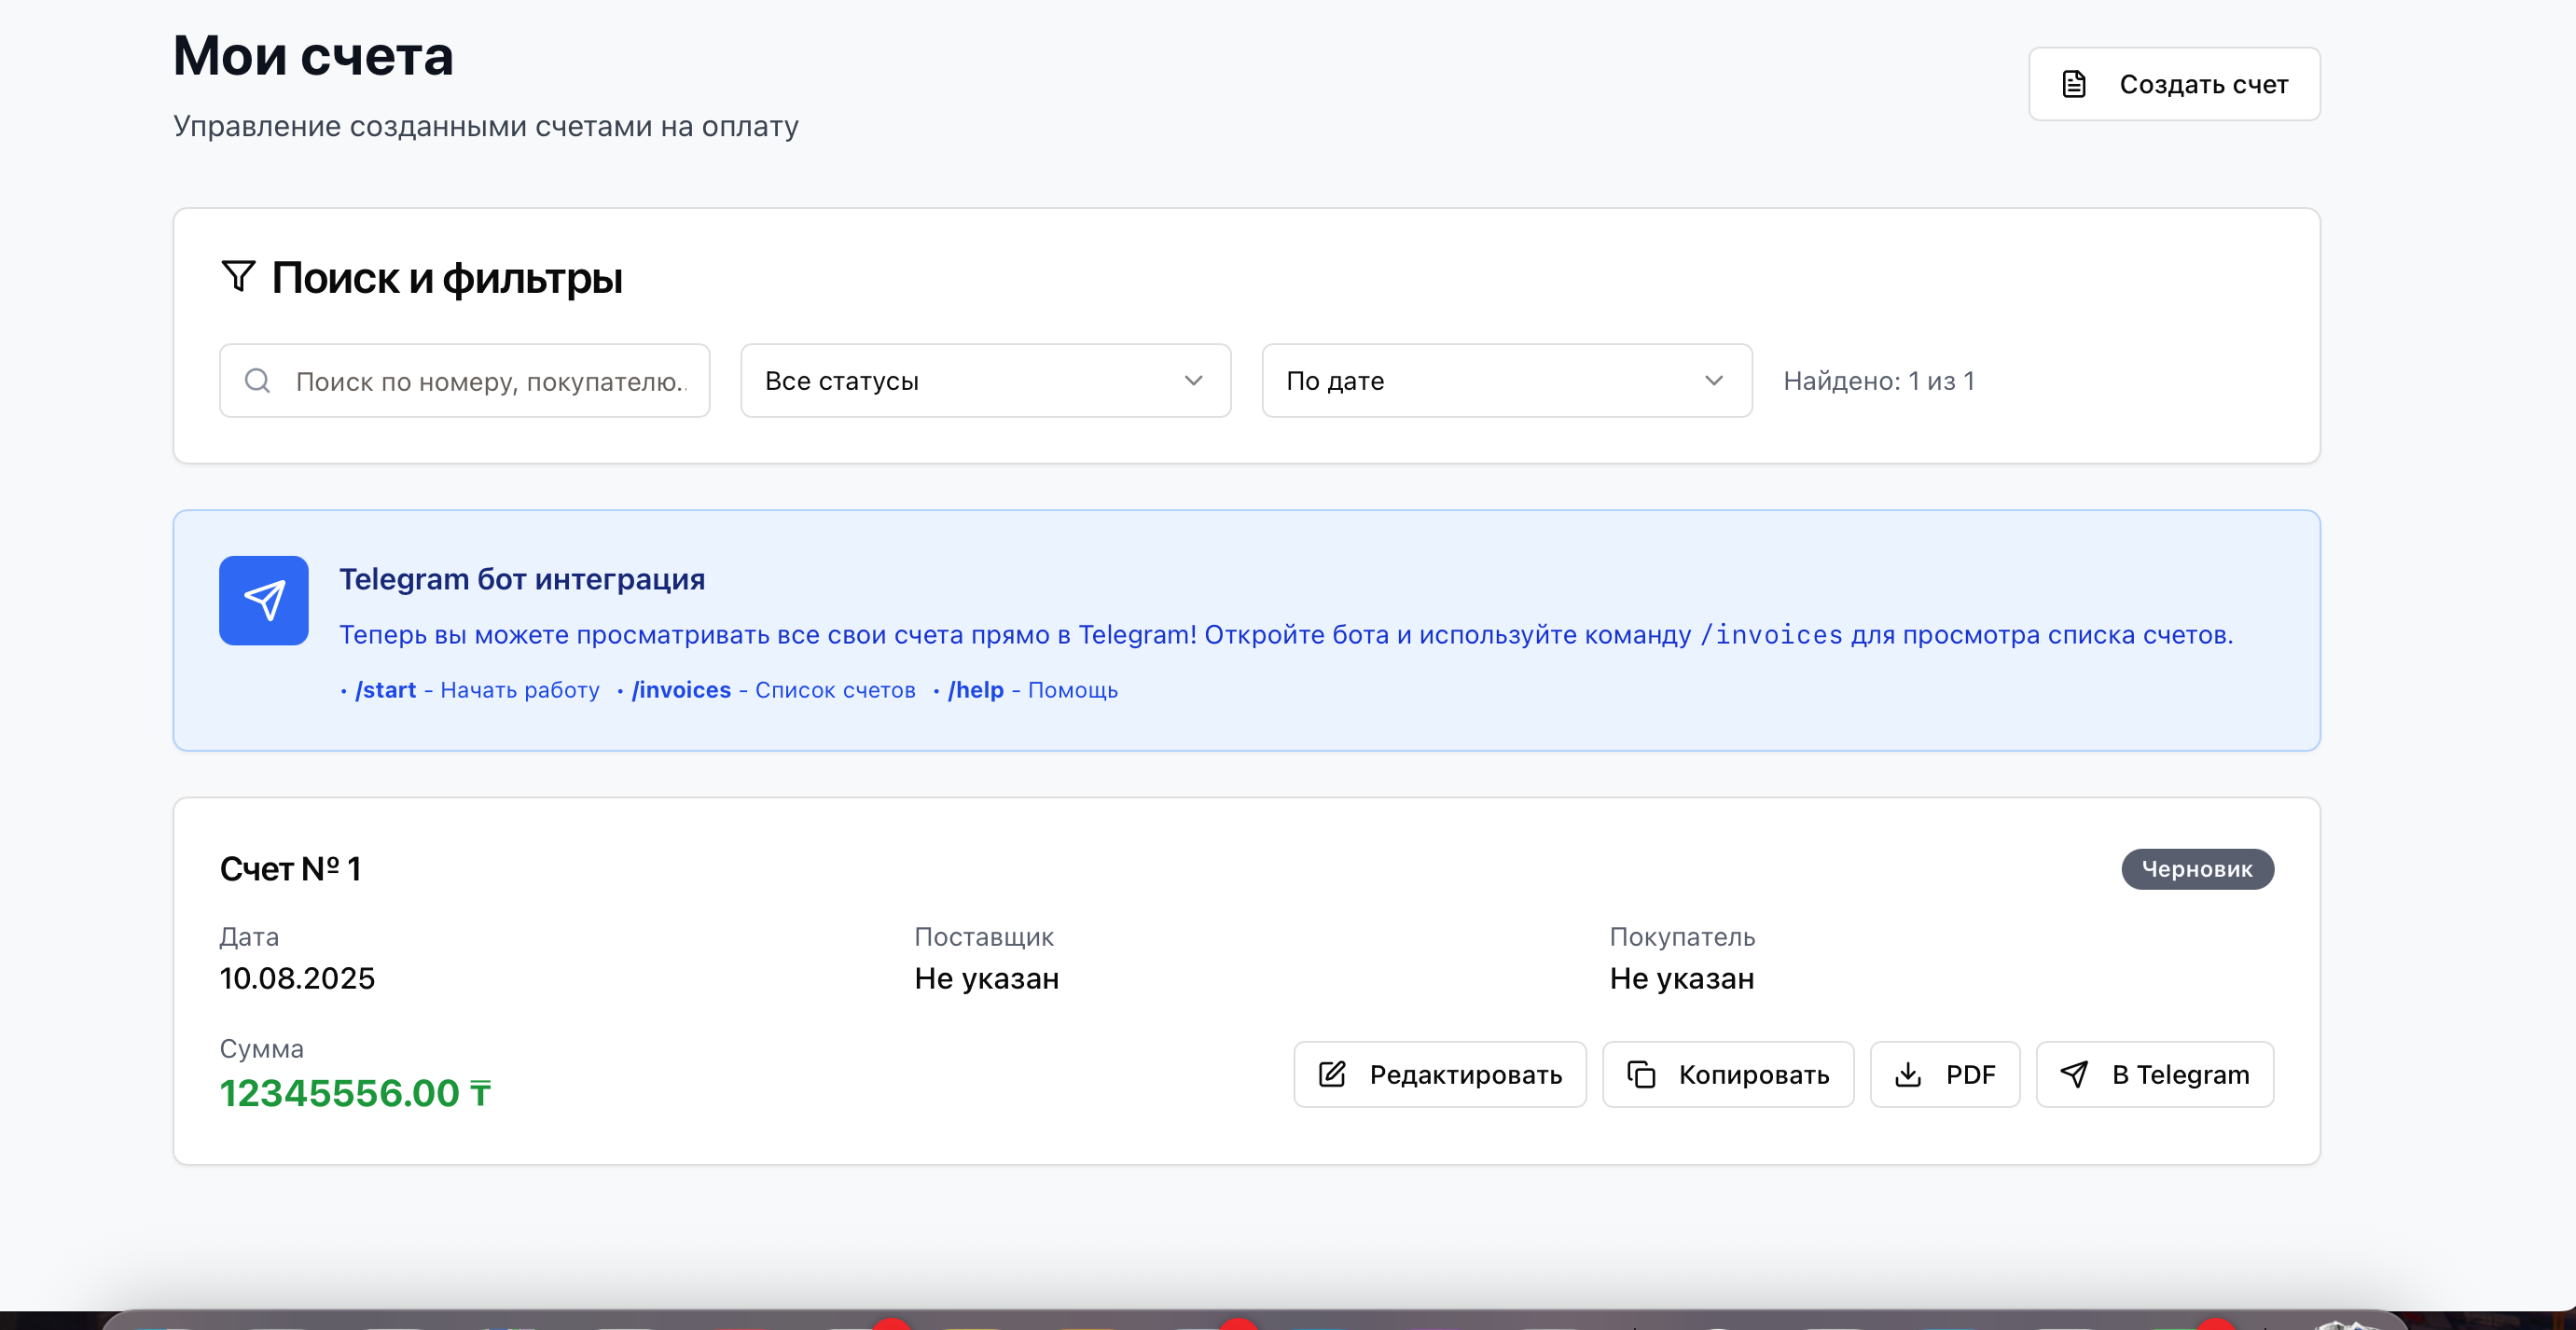 Мои счета
Управление созданными счетами на оплату
Создать счет
Поиск и фильтры
Поиск по номеру, покупателю..
Все статусы
По дате
Найдено: 1 из 1
Telegram бот интеграция
Теперь вы можете просматривать все свои счета прямо в Telegram! Откройте бота и используйте команду /invoices для просмотра списка счетов.
• /start - Начать работу • /invoices - Список счетов • /help - Помощь
Счет № 1
Черновик
Дата
10.08.2025
Поставщик
Не указан
Покупатель
Не указан
Сумма
12345556.00 ₸
Редактировать
Копировать
PDF
В Telegram